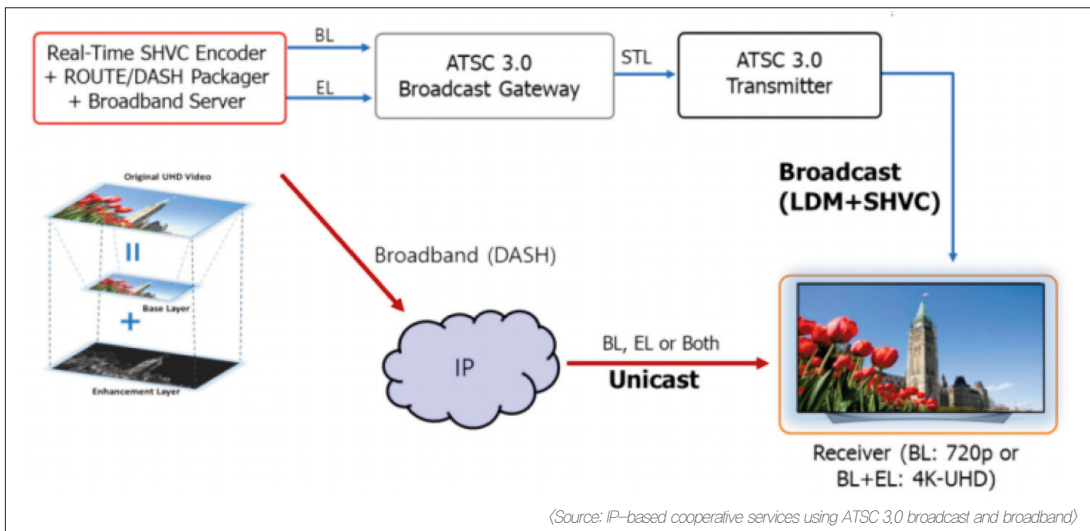 Real-Time SHVC Encoder
+ ROUTE/DASH Packager
+ Broadband Server
BL
EL
ATSC 3.0
Broadcast Gateway
STL
ATSC 3.0
Transmitter
Original UHD Video
Base Layer
Enhancement Layer
Broadband (DASH)
IP
BL, EL or Both
Unicast
Broadcast
(LDM+SHVC)
Receiver (BL: 720p or
BL+EL: 4K-UHD)
〈Source: IP-based cooperative services using ATSC 3.0 broadcast and broadband〉